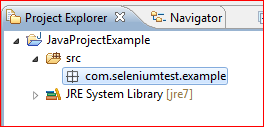 Project Explorer Navigator
JavaProjectExample
src
com.seleniumtest.example
JRE System Library [jre7]